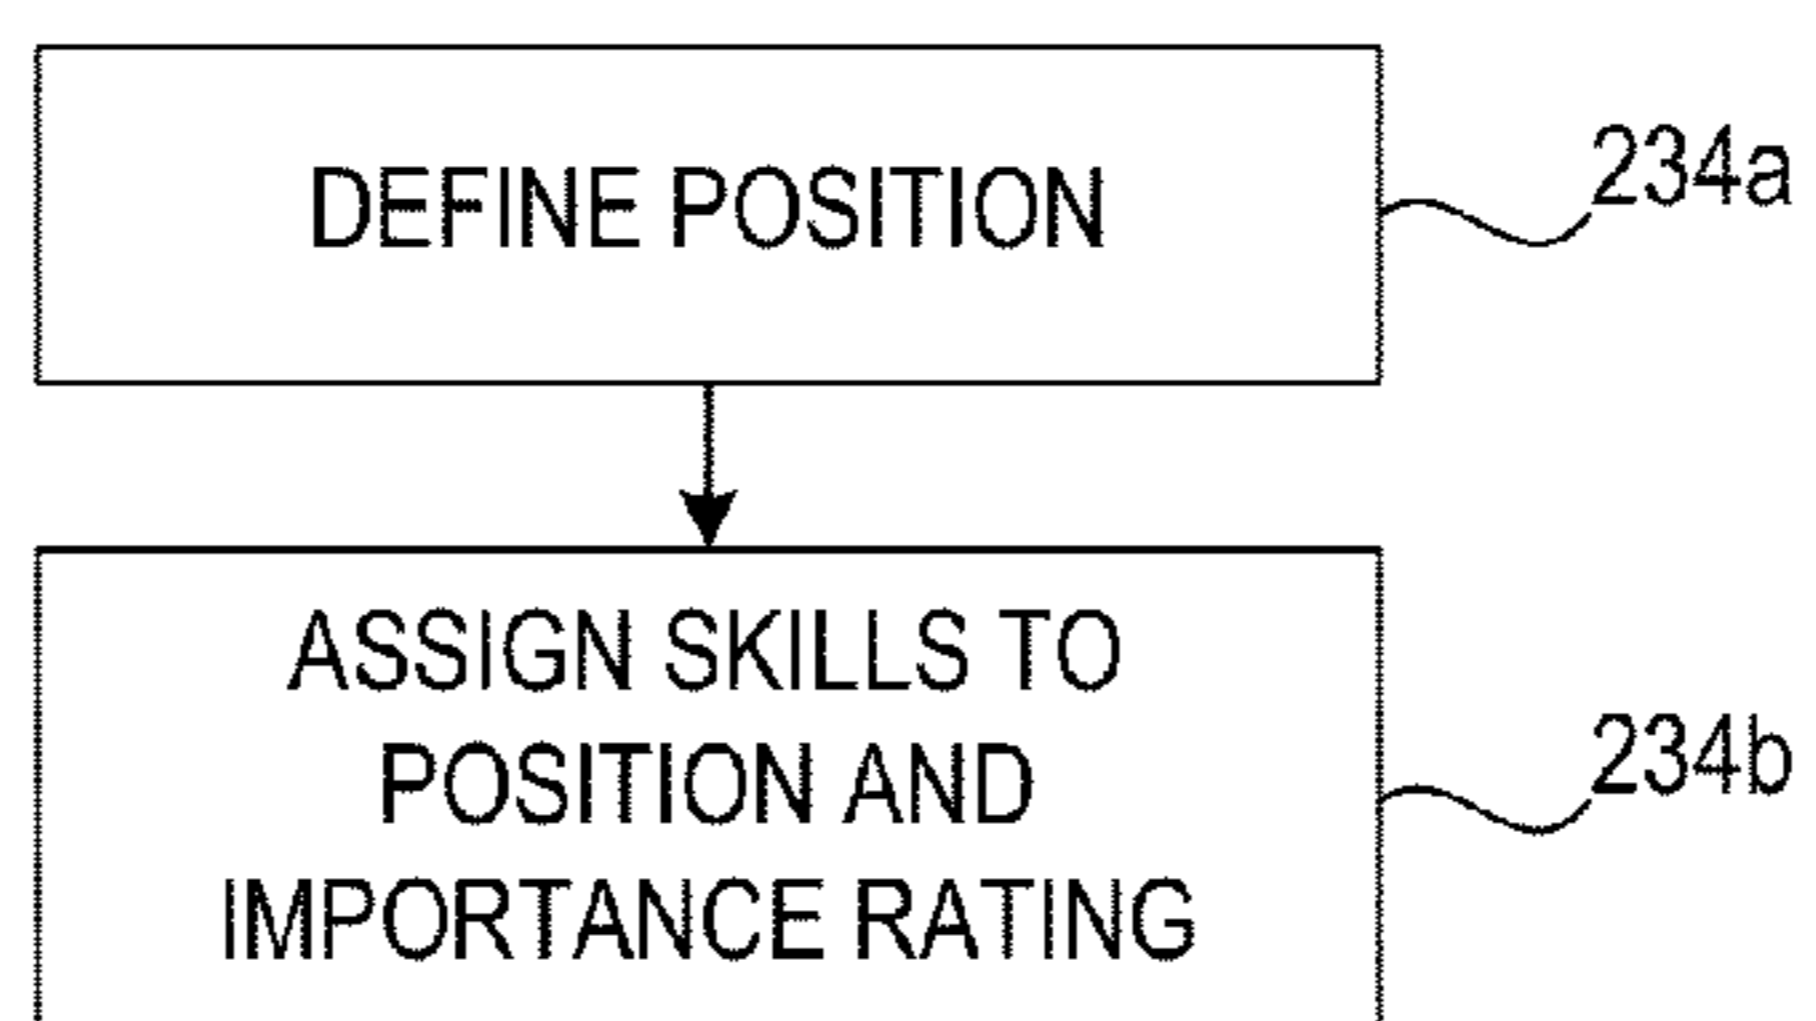 DEFINE POSITION
234a
ASSIGN SKILLS TO
POSITION AND
IMPORTANCE RATING
234b